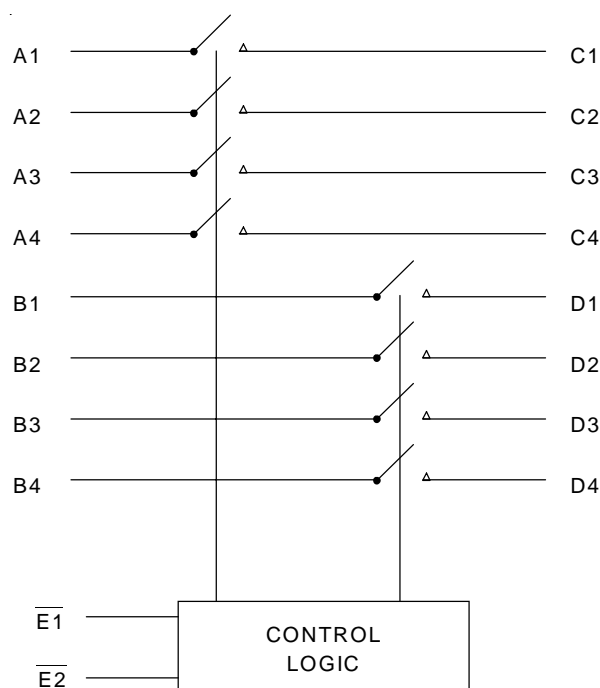 A1 C1
A2 C2
A3 C3
A4 C4
B1 D1
B2 D2
B3 D3
B4 D4
E1
E2
CONTROL
LOGIC